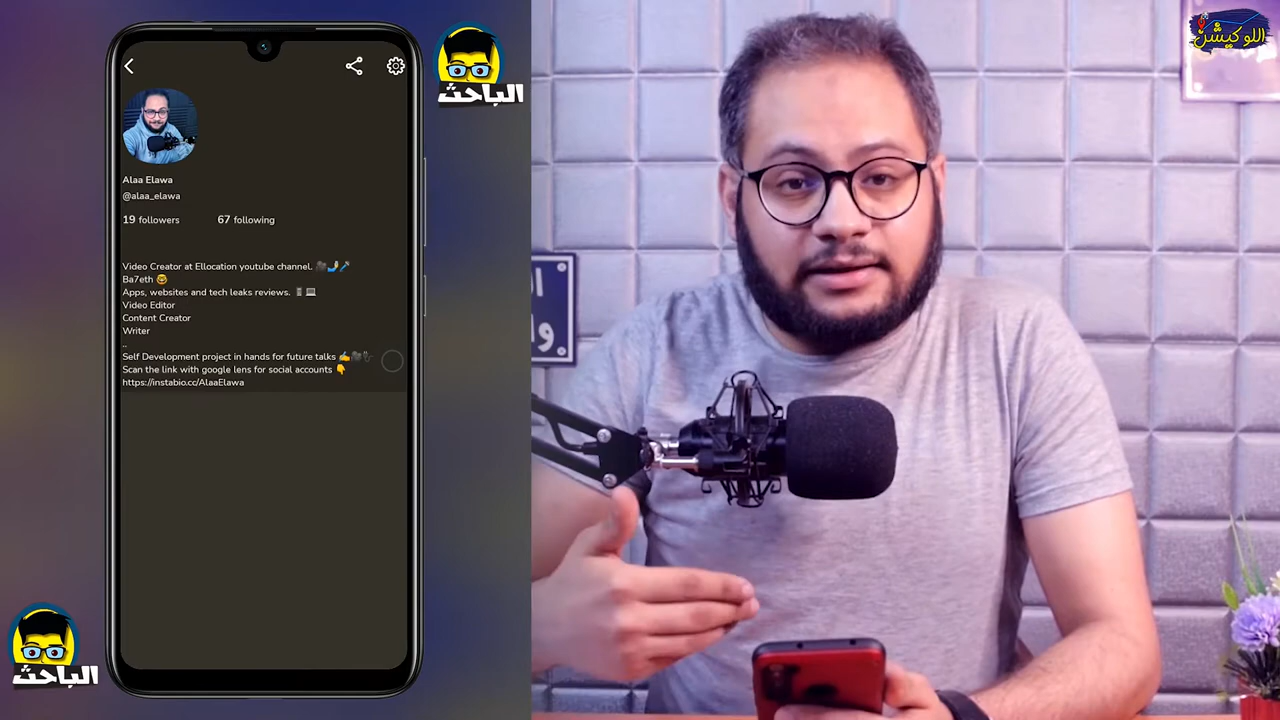 الباحث
اللوكيشن
Alaa Elawa
@alaa_elawa
19 followers 67 following
Video Creator at Ellocation youtube channel. 🎥🤳🎤
Ba7eth 🤓
Apps, websites and tech leaks reviews. 📱💻
Video Editor
Content Creator
Writer
..
Self Development project in hands for future talks ✍️🎥🎙
Scan the link with google lens for social accounts 👇
https://instabio.cc/AlaaElawa
الباحث